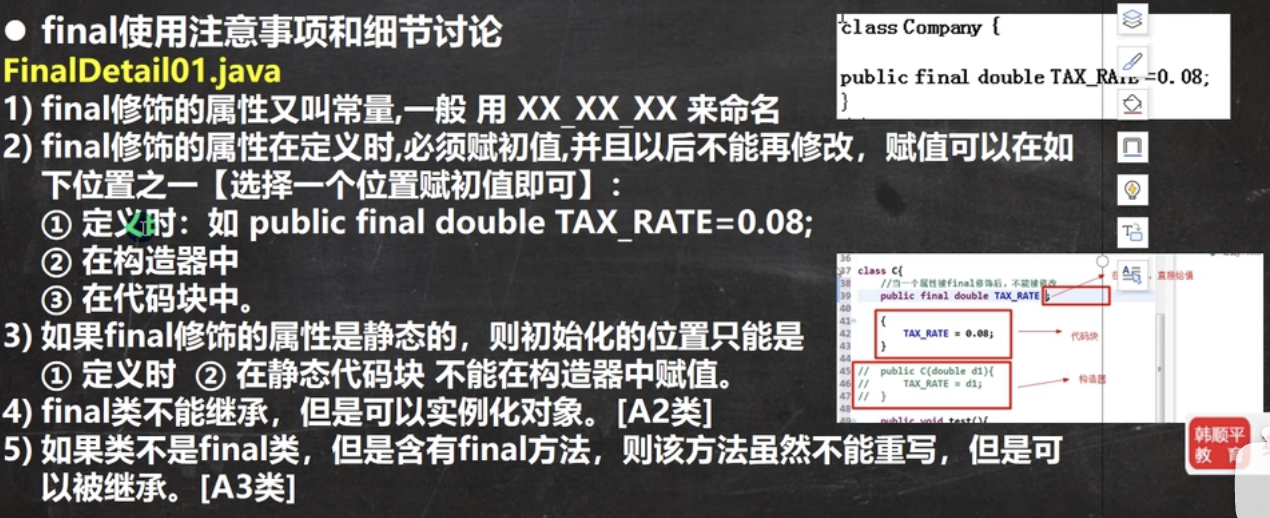 ● final使用注意事项和细节讨论
FinalDetail01.java
1) final修饰的属性又叫常量,一般 用 XX_XX_XX 来命名
2) final修饰的属性在定义时,必须赋初值,并且以后不能再修改，赋值可以在如
下位置之一【选择一个位置赋初值即可】:
① 定义时：如 public final double TAX_RATE=0.08;
② 在构造器中
③ 在代码块中。
3) 如果final修饰的属性是静态的，则初始化的位置只能是
① 定义时 ② 在静态代码块 不能在构造器中赋值。
4) final类不能继承，但是可以实例化对象。[A2类]
5) 如果类不是final类，但是含有final方法，则该方法虽然不能重写，但是可
以被继承。[A3类]
class Company {
public final double TAX_RATE =0.08;
}
36
37 class C{
38 //当一个属性被final修饰后，不能被修改
39 public final double TAX_RATE ;
在 ，直接给值
40
41 {
42 TAX_RATE = 0.08;
代码块
43 }
44
45 // public C(double d1){
46 // TAX_RATE = d1;
构造器
47 // }
48
49 public void test(){
韩顺平
教育